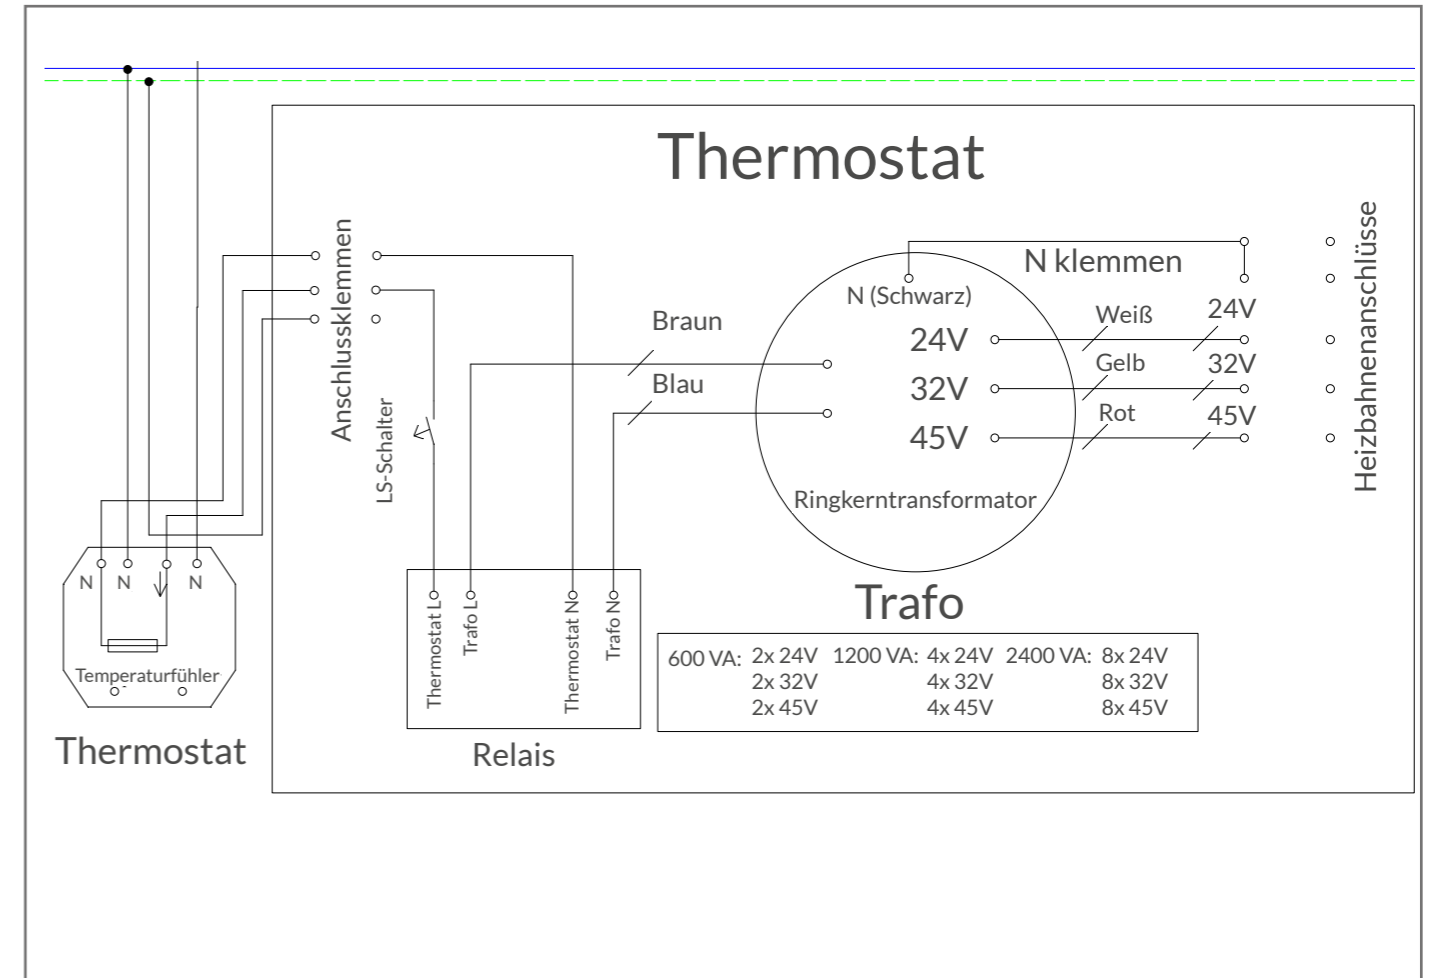 Thermostat
Anschlussklemmen
LS-Schalter
Braun
Blau
N klemmen
N (Schwarz)
24V
32V
45V
Weiß
Gelb
Rot
24V
32V
45V
Heizbahnenanschlüsse
Ringkerntransformator
Trafo
N
N
N
Temperaturfühler
Thermostat
Thermostat L
Trafo L
Thermostat N
Trafo N
Relais
600 VA: 2x 24V 1200 VA: 4x 24V 2400 VA: 8x 24V
2x 32V 4x 32V 8x 32V
2x 45V 4x 45V 8x 45V